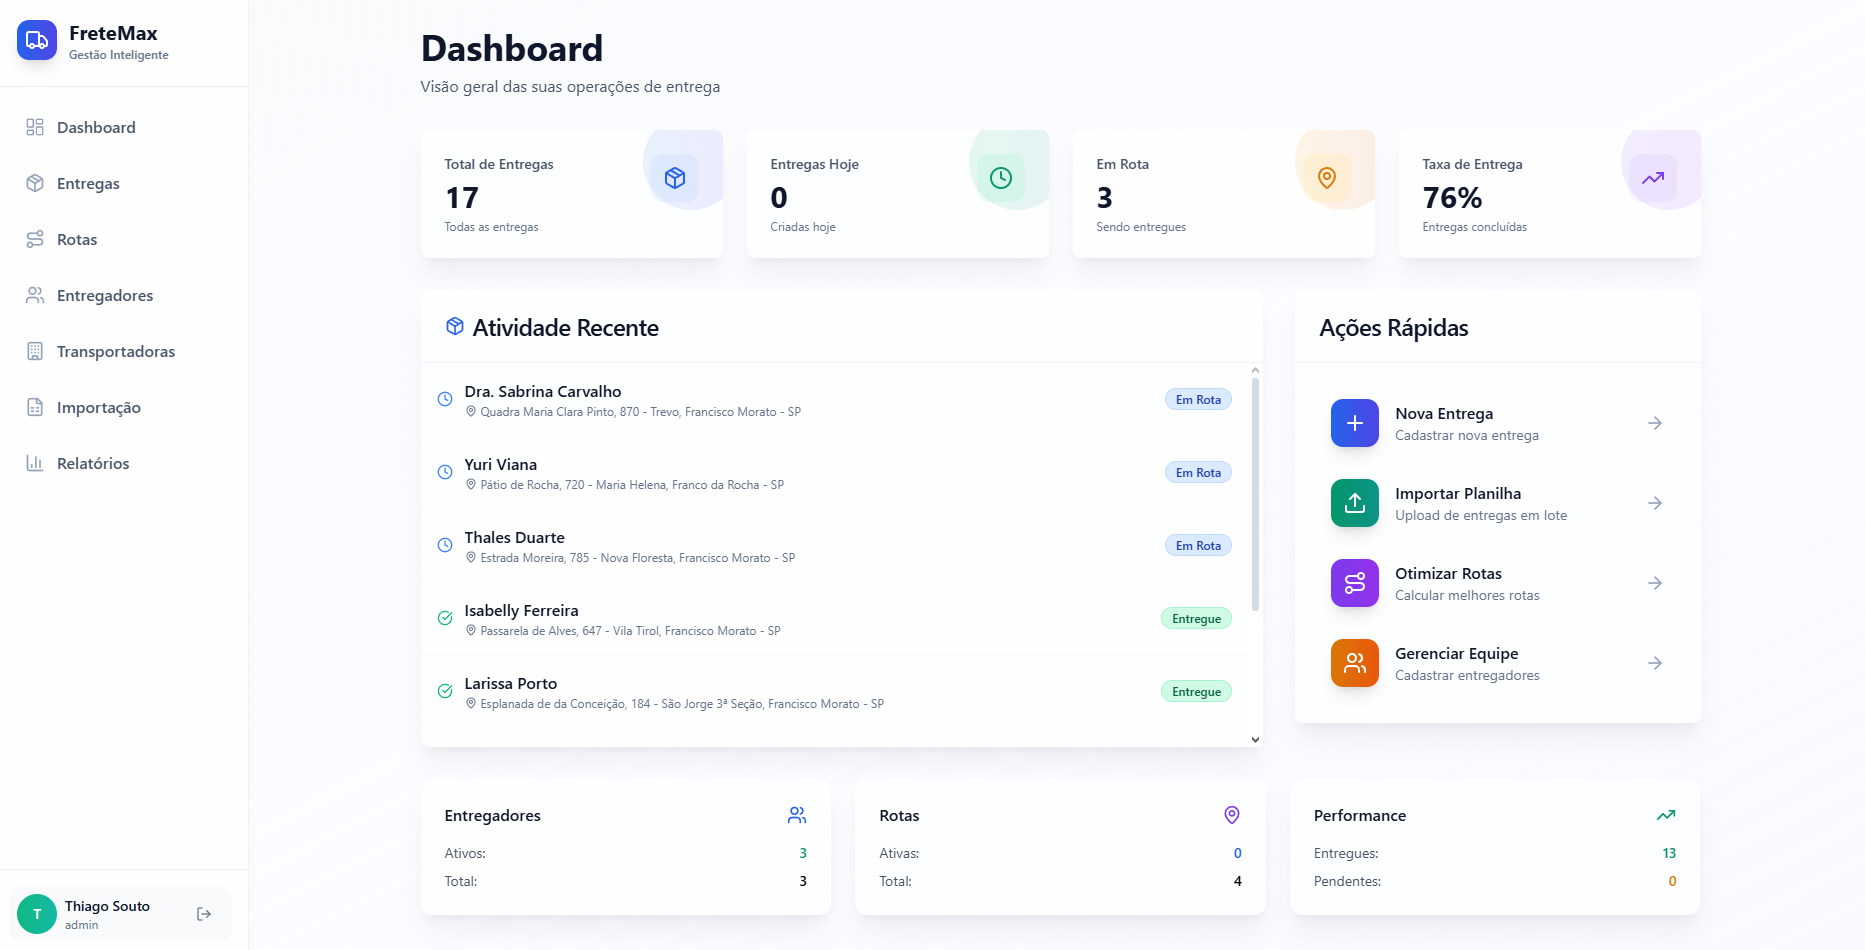 FreteMax
Gestão Inteligente
Dashboard
Entregas
Rotas
Entregadores
Transportadoras
Importação
Relatórios
T
Thiago Souto
admin
Dashboard
Visão geral das suas operações de entrega
Total de Entregas
17
Todas as entregas
Entregas Hoje
0
Criadas hoje
Em Rota
3
Sendo entregues
Taxa de Entrega
76%
Entregas concluídas
Atividade Recente
Dra. Sabrina Carvalho
Quadra Maria Clara Pinto, 870 - Trevo, Francisco Morato - SP
Em Rota
Yuri Viana
Pátio de Rocha, 720 - Maria Helena, Franco da Rocha - SP
Em Rota
Thales Duarte
Estrada Moreira, 785 - Nova Floresta, Francisco Morato - SP
Em Rota
Isabelly Ferreira
Passarela de Alves, 647 - Vila Tirol, Francisco Morato - SP
Entregue
Larissa Porto
Esplanada de da Conceição, 184 - São Jorge 3ª Seção, Francisco Morato - SP
Entregue
Ações Rápidas
Nova Entrega
Cadastrar nova entrega
Importar Planilha
Upload de entregas em lote
Otimizar Rotas
Calcular melhores rotas
Gerenciar Equipe
Cadastrar entregadores
Entregadores
Ativos: 3
Total: 3
Rotas
Ativas: 0
Total: 4
Performance
Entregues: 13
Pendentes: 0